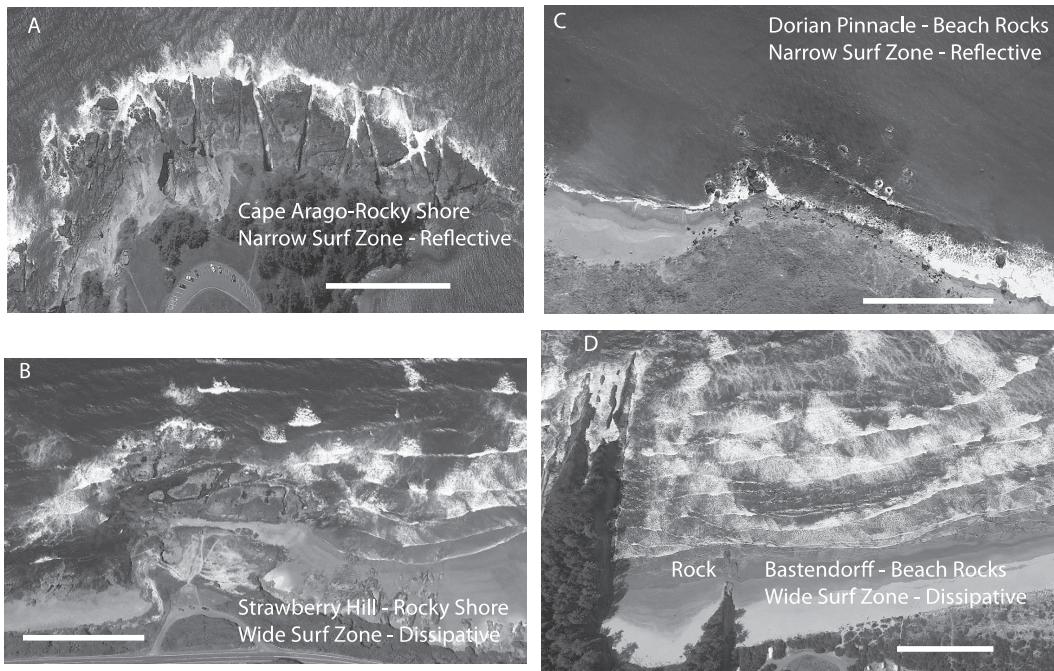 A
Cape Arago-Rocky Shore
Narrow Surf Zone - Reflective
B
Strawberry Hill - Rocky Shore
Wide Surf Zone - Dissipative
C
Dorian Pinnacle - Beach Rocks
Narrow Surf Zone - Reflective
D
Rock
Bastendorff - Beach Rocks
Wide Surf Zone - Dissipative